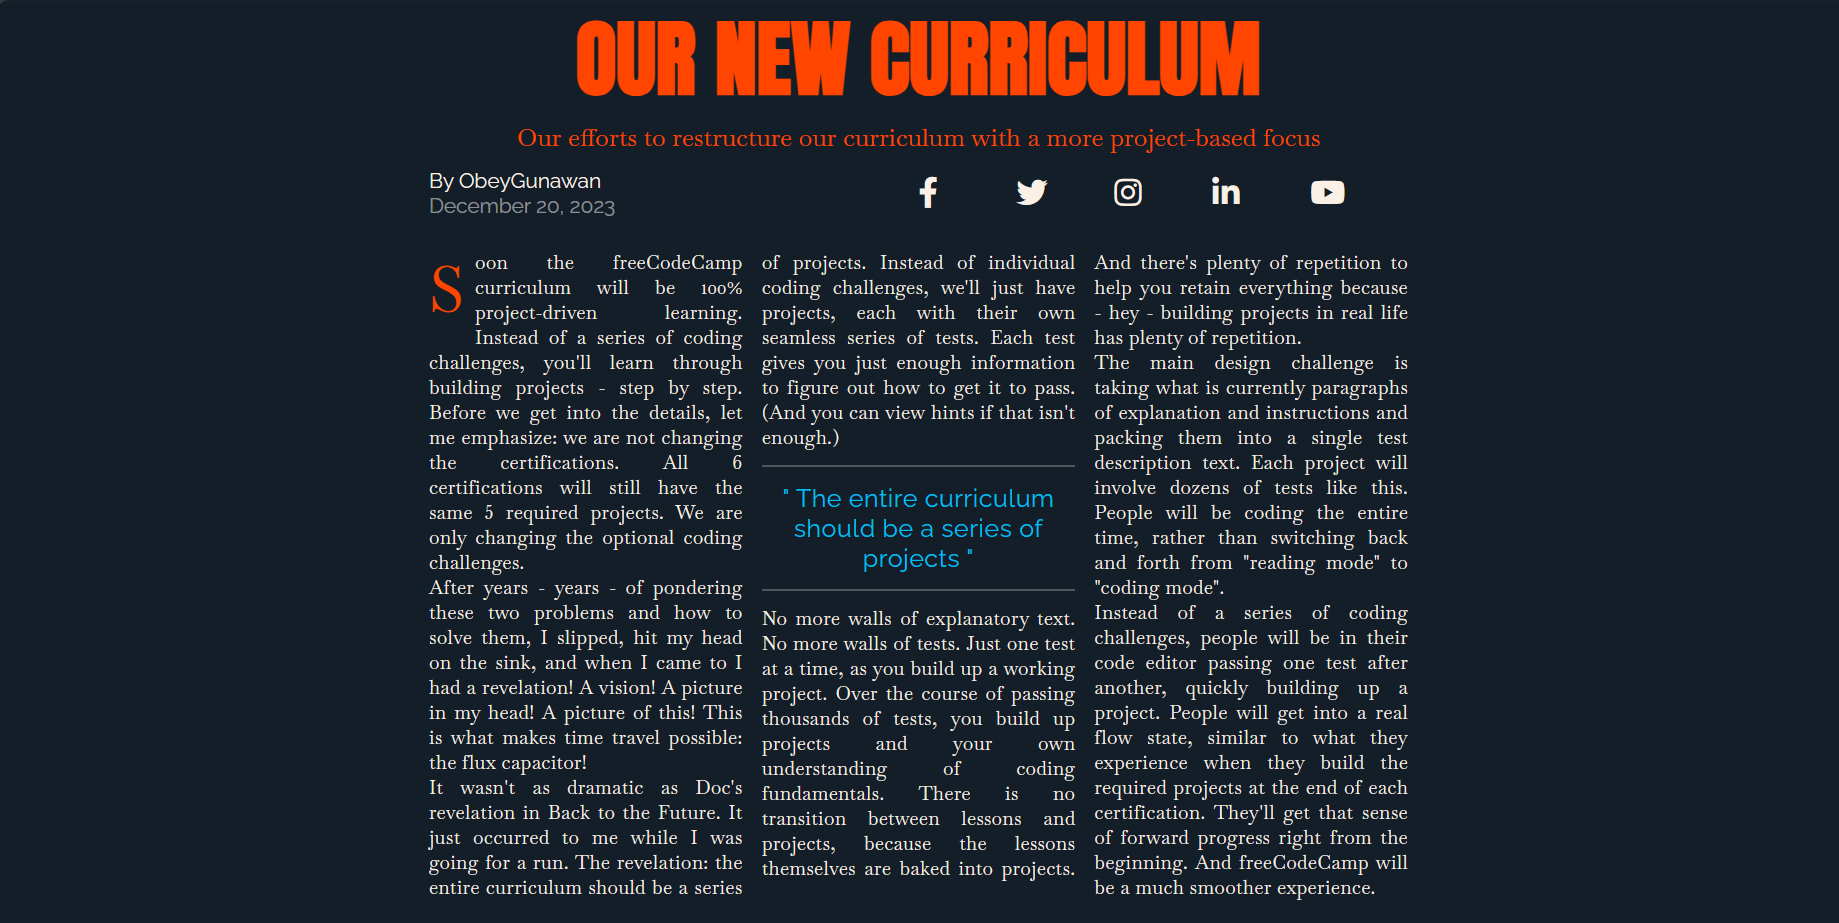 OUR NEW CURRICULUM
Our efforts to restructure our curriculum with a more project-based focus
By ObeyGunawan
December 20, 2023
Soon the freeCodeCamp
curriculum will be 100%
project-driven learning.
Instead of a series of coding
challenges, you'll learn through
building projects - step by step.
Before we get into the details, let
me emphasize: we are not changing
the certifications. All 6
certifications will still have the
same 5 required projects. We are
only changing the optional coding
challenges.
After years - years - of pondering
these two problems and how to
solve them, I slipped, hit my head
on the sink, and when I came to I
had a revelation! A vision! A picture
in my head! A picture of this! This
is what makes time travel possible:
the flux capacitor!
It wasn't as dramatic as Doc's
revelation in Back to the Future. It
just occurred to me while I was
going for a run. The revelation: the
entire curriculum should be a series
of projects. Instead of individual
coding challenges, we'll just have
projects, each with their own
seamless series of tests. Each test
gives you just enough information
to figure out how to get it to pass.
(And you can view hints if that isn't
enough.)
" The entire curriculum
should be a series of
projects "
No more walls of explanatory text.
No more walls of tests. Just one test
at a time, as you build up a working
project. Over the course of passing
thousands of tests, you build up
projects and your own
understanding of coding
fundamentals. There is no
transition between lessons and
projects, because the lessons
themselves are baked into projects.
And there's plenty of repetition to
help you retain everything because
- hey - building projects in real life
has plenty of repetition.
The main design challenge is
taking what is currently paragraphs
of explanation and instructions and
packing them into a single test
description text. Each project will
involve dozens of tests like this.
People will be coding the entire
time, rather than switching back
and forth from "reading mode" to
"coding mode".
Instead of a series of coding
challenges, people will be in their
code editor passing one test after
another, quickly building up a
project. People will get into a real
flow state, similar to what they
experience when they build the
required projects at the end of each
certification. They'll get that sense
of forward progress right from the
beginning. And freeCodeCamp will
be a much smoother experience.